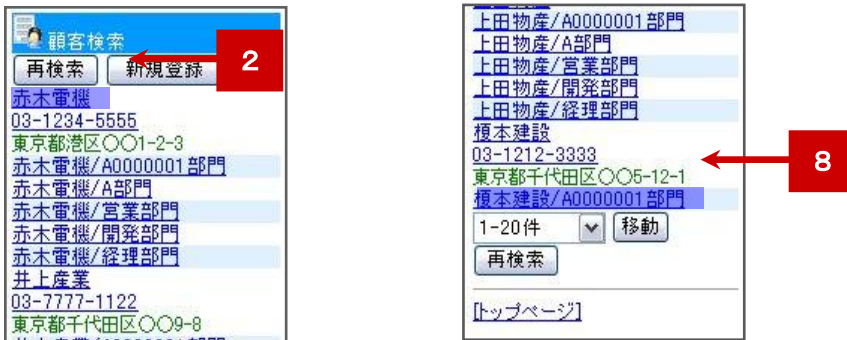 顧客検索
再検索 新規登録
2
赤木電機
03-1234-5555
東京都港区〇〇1-2-3
赤木電機/A0000001部門
赤木電機/A部門
赤木電機/営業部門
赤木電機/開発部門
赤木電機/経理部門
井上産業
03-7777-1122
東京都千代田区〇〇9-8
上田物産/A0000001部門
上田物産/A部門
上田物産/営業部門
上田物産/開発部門
上田物産/経理部門
榎本建設
03-1212-3333
8
東京都千代田区〇〇5-12-1
榎本建設/A0000001部門
1-20件 移動
再検索
[トップページ]